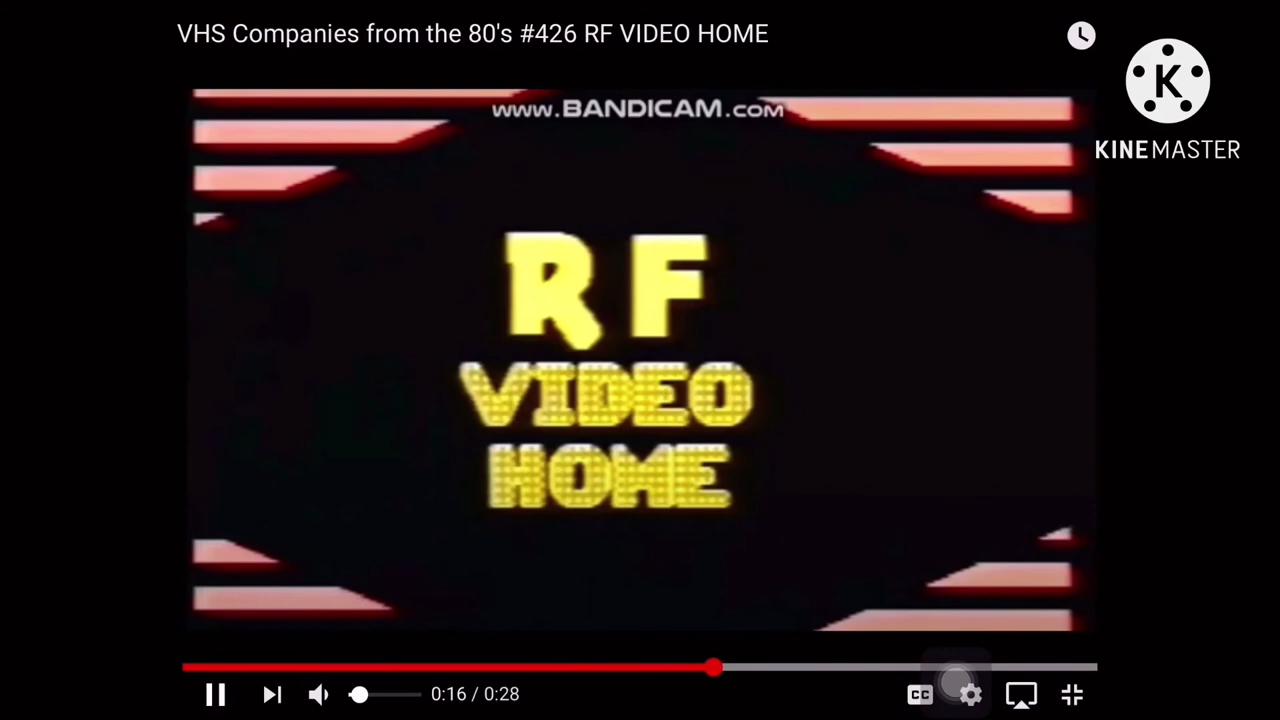 VHS Companies from the 80's #426 RF VIDEO HOME
K
KINEMASTER
www.BANDICAM.com
R F
VIDEO
HOME
0:16 / 0:28
CC